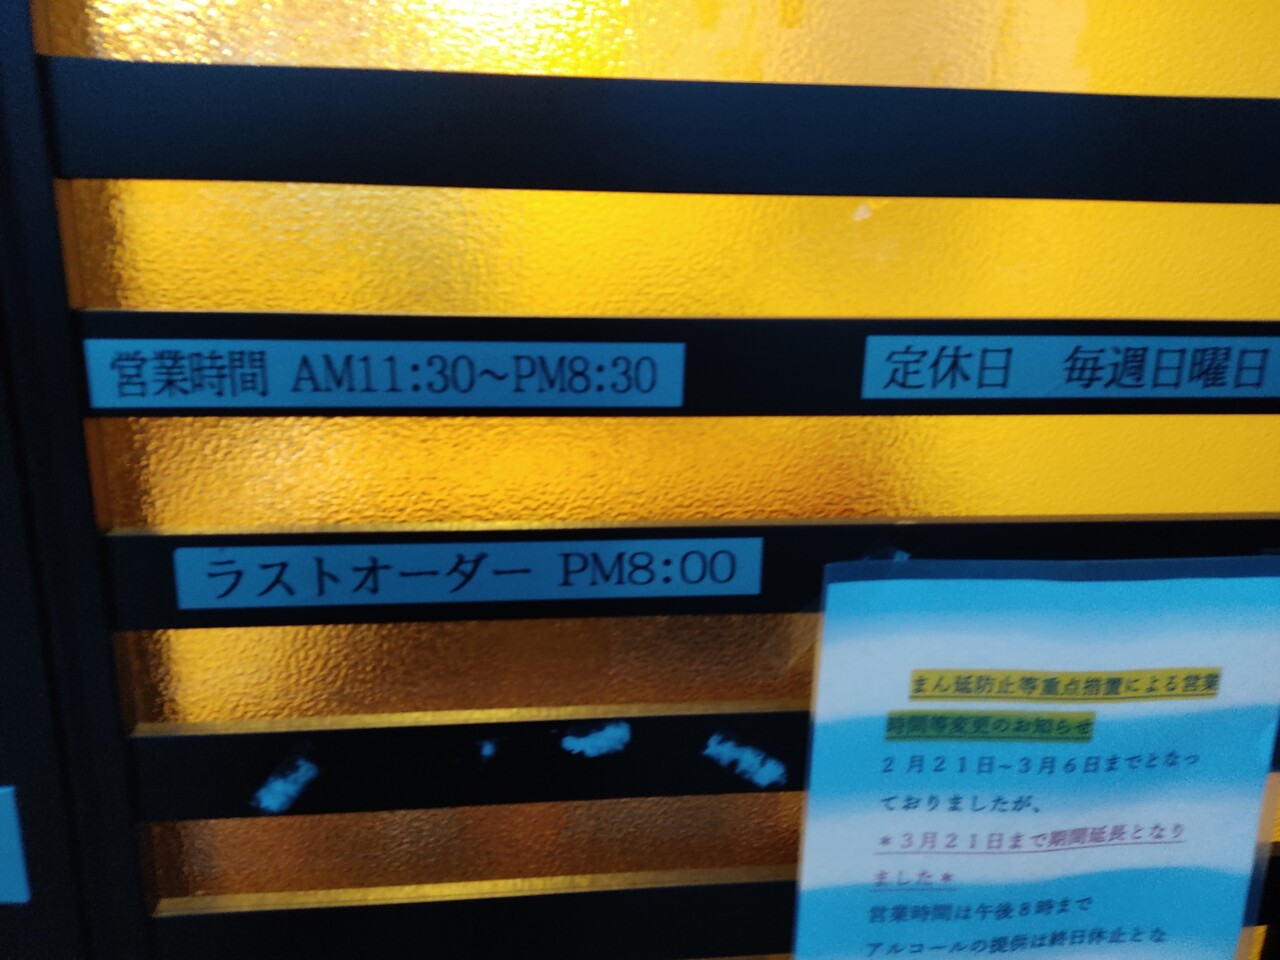 営業時間 AM11:30～PM8:30
定休日 毎週日曜日
ラストオーダー PM8:00
まん延防止等重点措置による営業
時間等変更のお知らせ
２月２１日~３月６日までとなっ
ておりましたが、
＊３月２１日まで期間延長となり
ました＊
営業時間は午後８時まで
アルコールの提供は終日休止とな